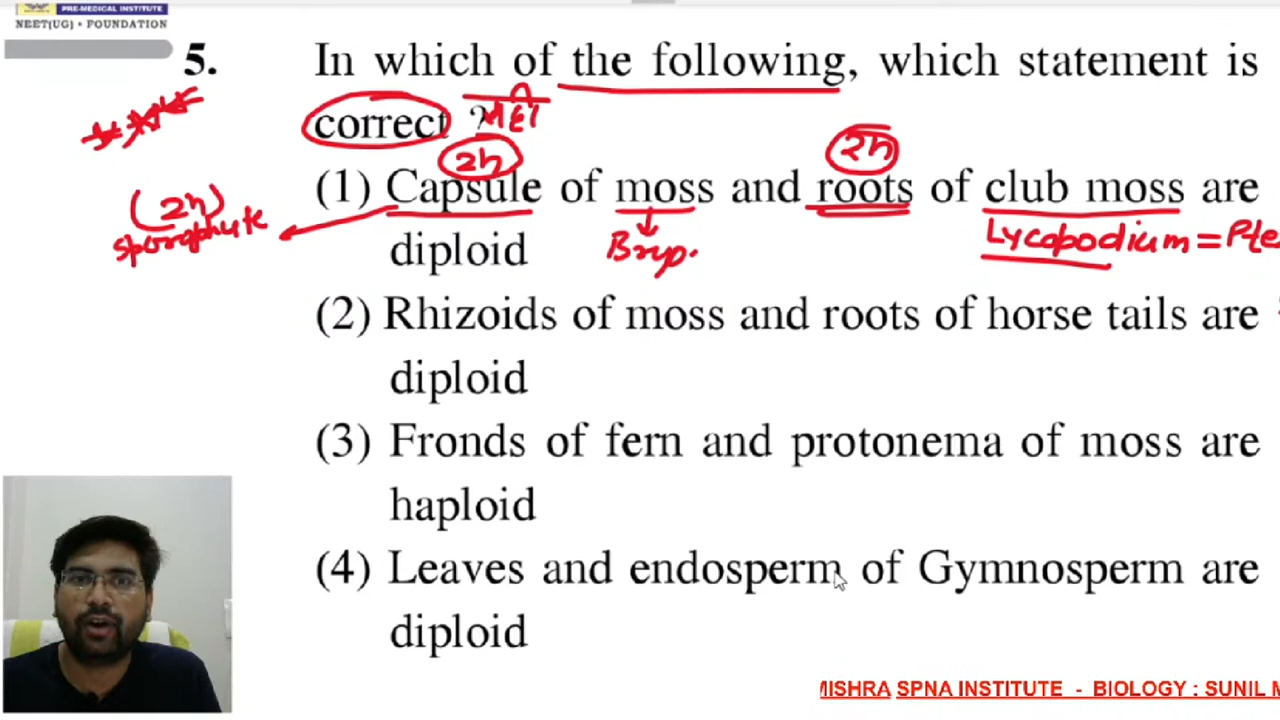 PRE-MEDICAL INSTITUTE
NEET(UG) • FOUNDATION
5. In which of the following, which statement is
correct ?
2n
2n
(1) Capsule of moss and roots of club moss are
(2n)
sporophyte
Bryp.
Lycopodium = Pte
diploid
(2) Rhizoids of moss and roots of horse tails are
diploid
(3) Fronds of fern and protonema of moss are
haploid
(4) Leaves and endosperm of Gymnosperm are
diploid
MISHRA SPNA INSTITUTE - BIOLOGY : SUNIL M